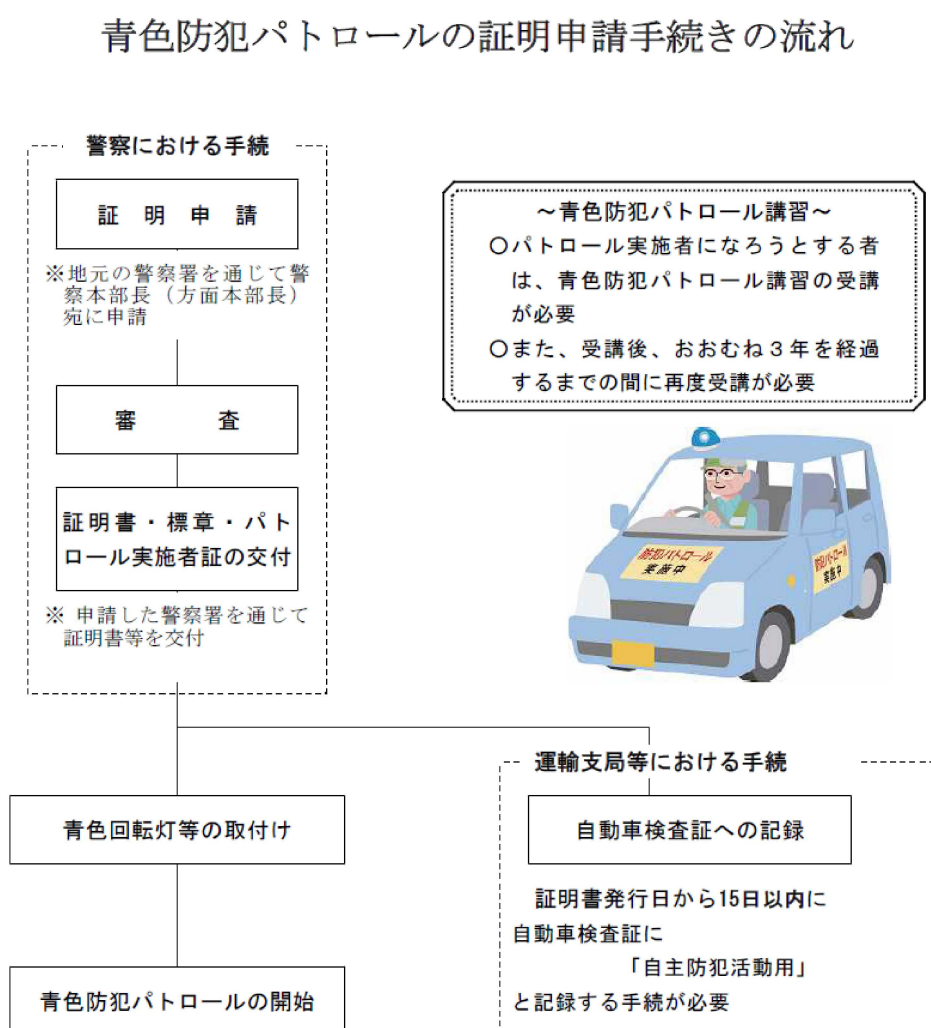 青色防犯パトロールの証明申請手続きの流れ
警察における手続
証明申請
※地元の警察署を通じて警
察本部長（方面本部長）
宛に申請
審査
証明書・標章・パト
ロール実施者証の交付
※ 申請した警察署を通じて
証明書等を交付
～青色防犯パトロール講習～
○パトロール実施者になろうとする者
は、青色防犯パトロール講習の受講
が必要
○また、受講後、おおむね３年を経過
するまでの間に再度受講が必要
防犯パトロール
実施中
防犯パトロール
実施中
青色回転灯等の取付け
青色防犯パトロールの開始
運輸支局等における手続
自動車検査証への記録
証明書発行日から15日以内に
自動車検査証に
「自主防犯活動用」
と記録する手続が必要